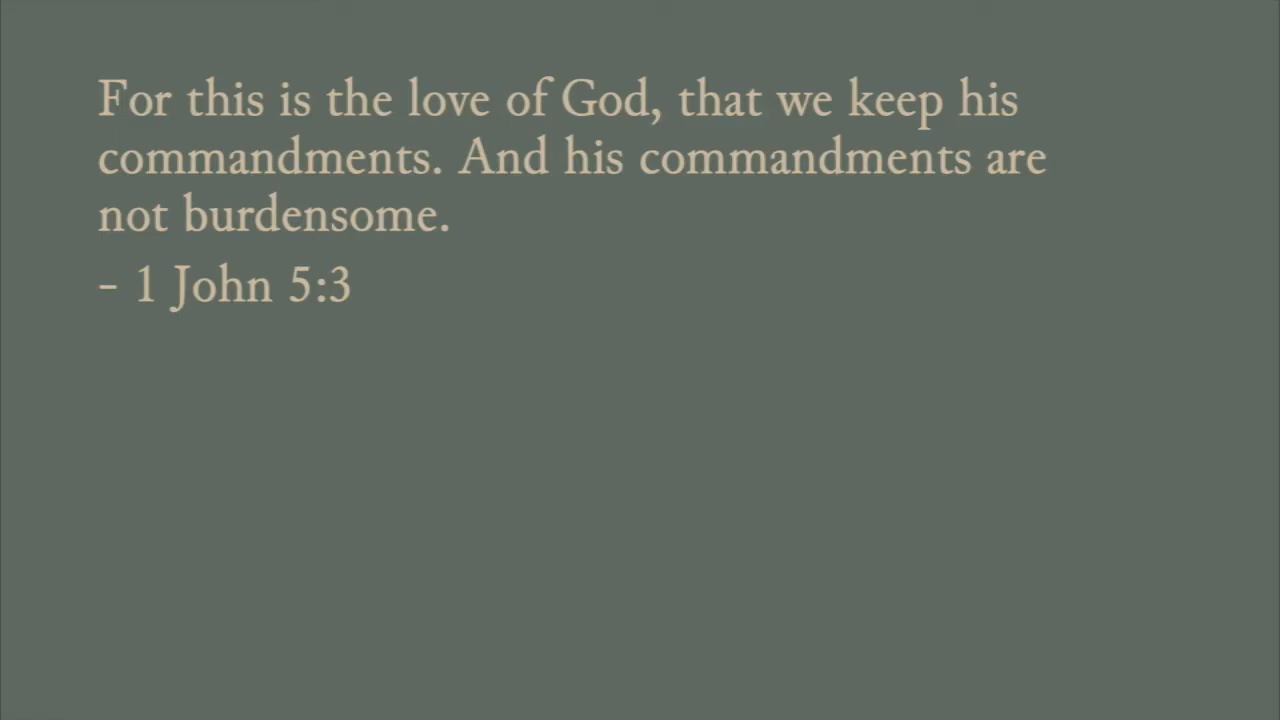 For this is the love of God, that we keep his
commandments. And his commandments are
not burdensome.
– 1 John 5:3